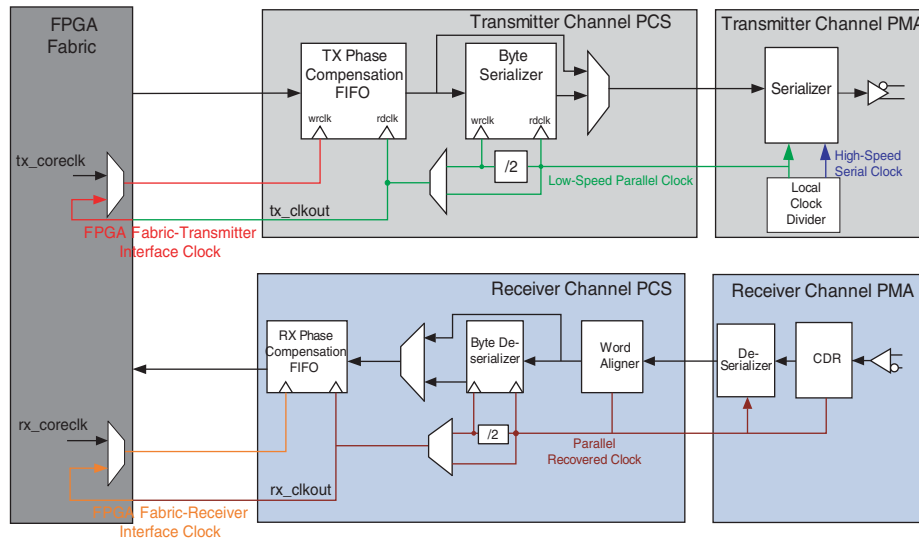 FPGA
Fabric
Transmitter Channel PCS
Transmitter Channel PMA
TX Phase
Compensation
FIFO
wrclk
rdclk
Byte
Serializer
wrclk
rdclk
Serializer
/2
tx_coreclk
Low-Speed Parallel Clock
High-Speed
Serial Clock
Local
Clock
Divider
tx_clkout
FPGA Fabric-Transmitter
Interface Clock
Receiver Channel PCS
Receiver Channel PMA
RX Phase
Compensation
FIFO
Byte De-
serializer
Word
Aligner
De-
Serializer
CDR
rx_coreclk
/2
Parallel
Recovered Clock
rx_clkout
FPGA Fabric-Receiver
Interface Clock